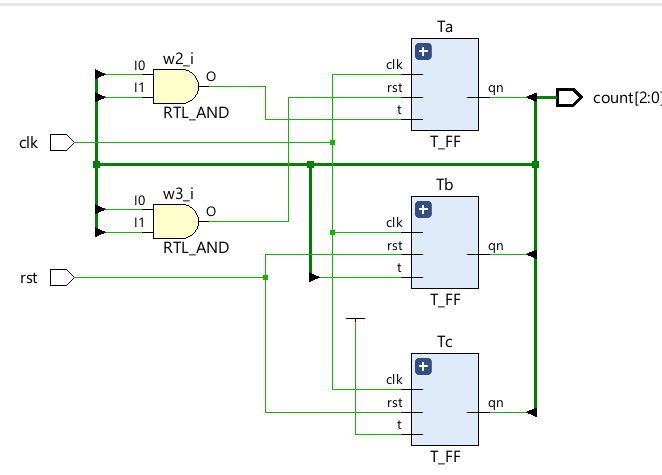 Ta
w2_i
I0
I1
O
RTL_AND
clk
rst
t
qn
T_FF
count[2:0]
clk
w3_i
I0
I1
O
RTL_AND
Tb
clk
rst
t
qn
T_FF
rst
Tc
clk
rst
t
qn
T_FF